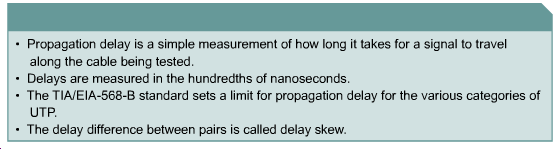 • Propagation delay is a simple measurement of how long it takes for a signal to travel
along the cable being tested.
• Delays are measured in the hundredths of nanoseconds.
• The TIA/EIA-568-B standard sets a limit for propagation delay for the various categories of
UTP.
• The delay difference between pairs is called delay skew.